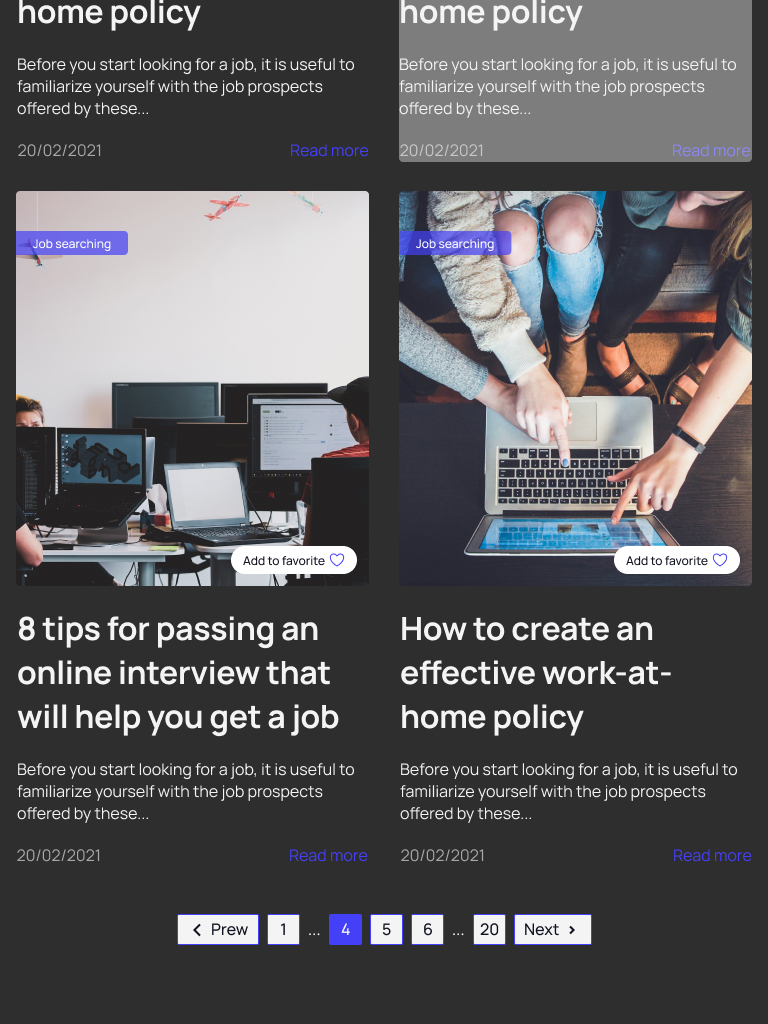 home policy
Before you start looking for a job, it is useful to
familiarize yourself with the job prospects
offered by these...
20/02/2021
Read more
home policy
Before you start looking for a job, it is useful to
familiarize yourself with the job prospects
offered by these...
20/02/2021
Read more
Job searching
Add to favorite
8 tips for passing an
online interview that
will help you get a job
Before you start looking for a job, it is useful to
familiarize yourself with the job prospects
offered by these...
20/02/2021
Read more
Job searching
Add to favorite
How to create an
effective work-at-
home policy
Before you start looking for a job, it is useful to
familiarize yourself with the job prospects
offered by these...
20/02/2021
Read more
Prew 1 ... 4 5 6 ... 20 Next